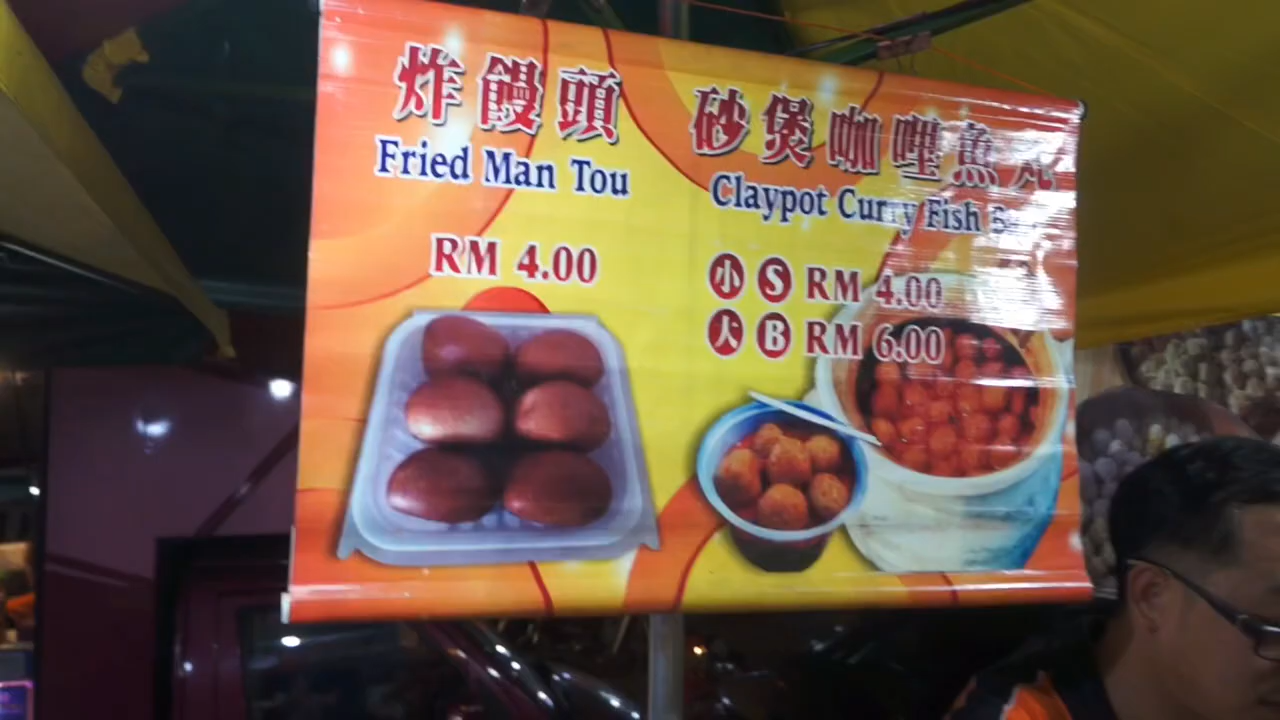 炸饅頭
Fried Man Tou
RM 4.00
砂煲咖哩魚丸
Claypot Curry Fish
小 S RM 4.00
大 B RM 6.00